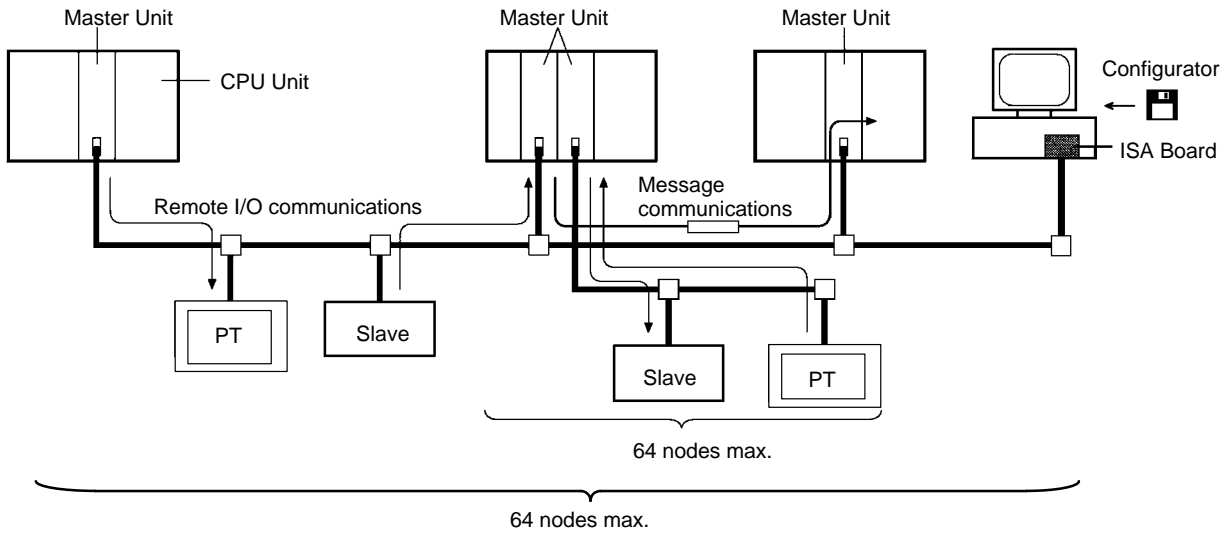 Master Unit
Master Unit
Master Unit
CPU Unit
Configurator
ISA Board
Remote I/O communications
Message
communications
PT
Slave
Slave
PT
64 nodes max.
64 nodes max.